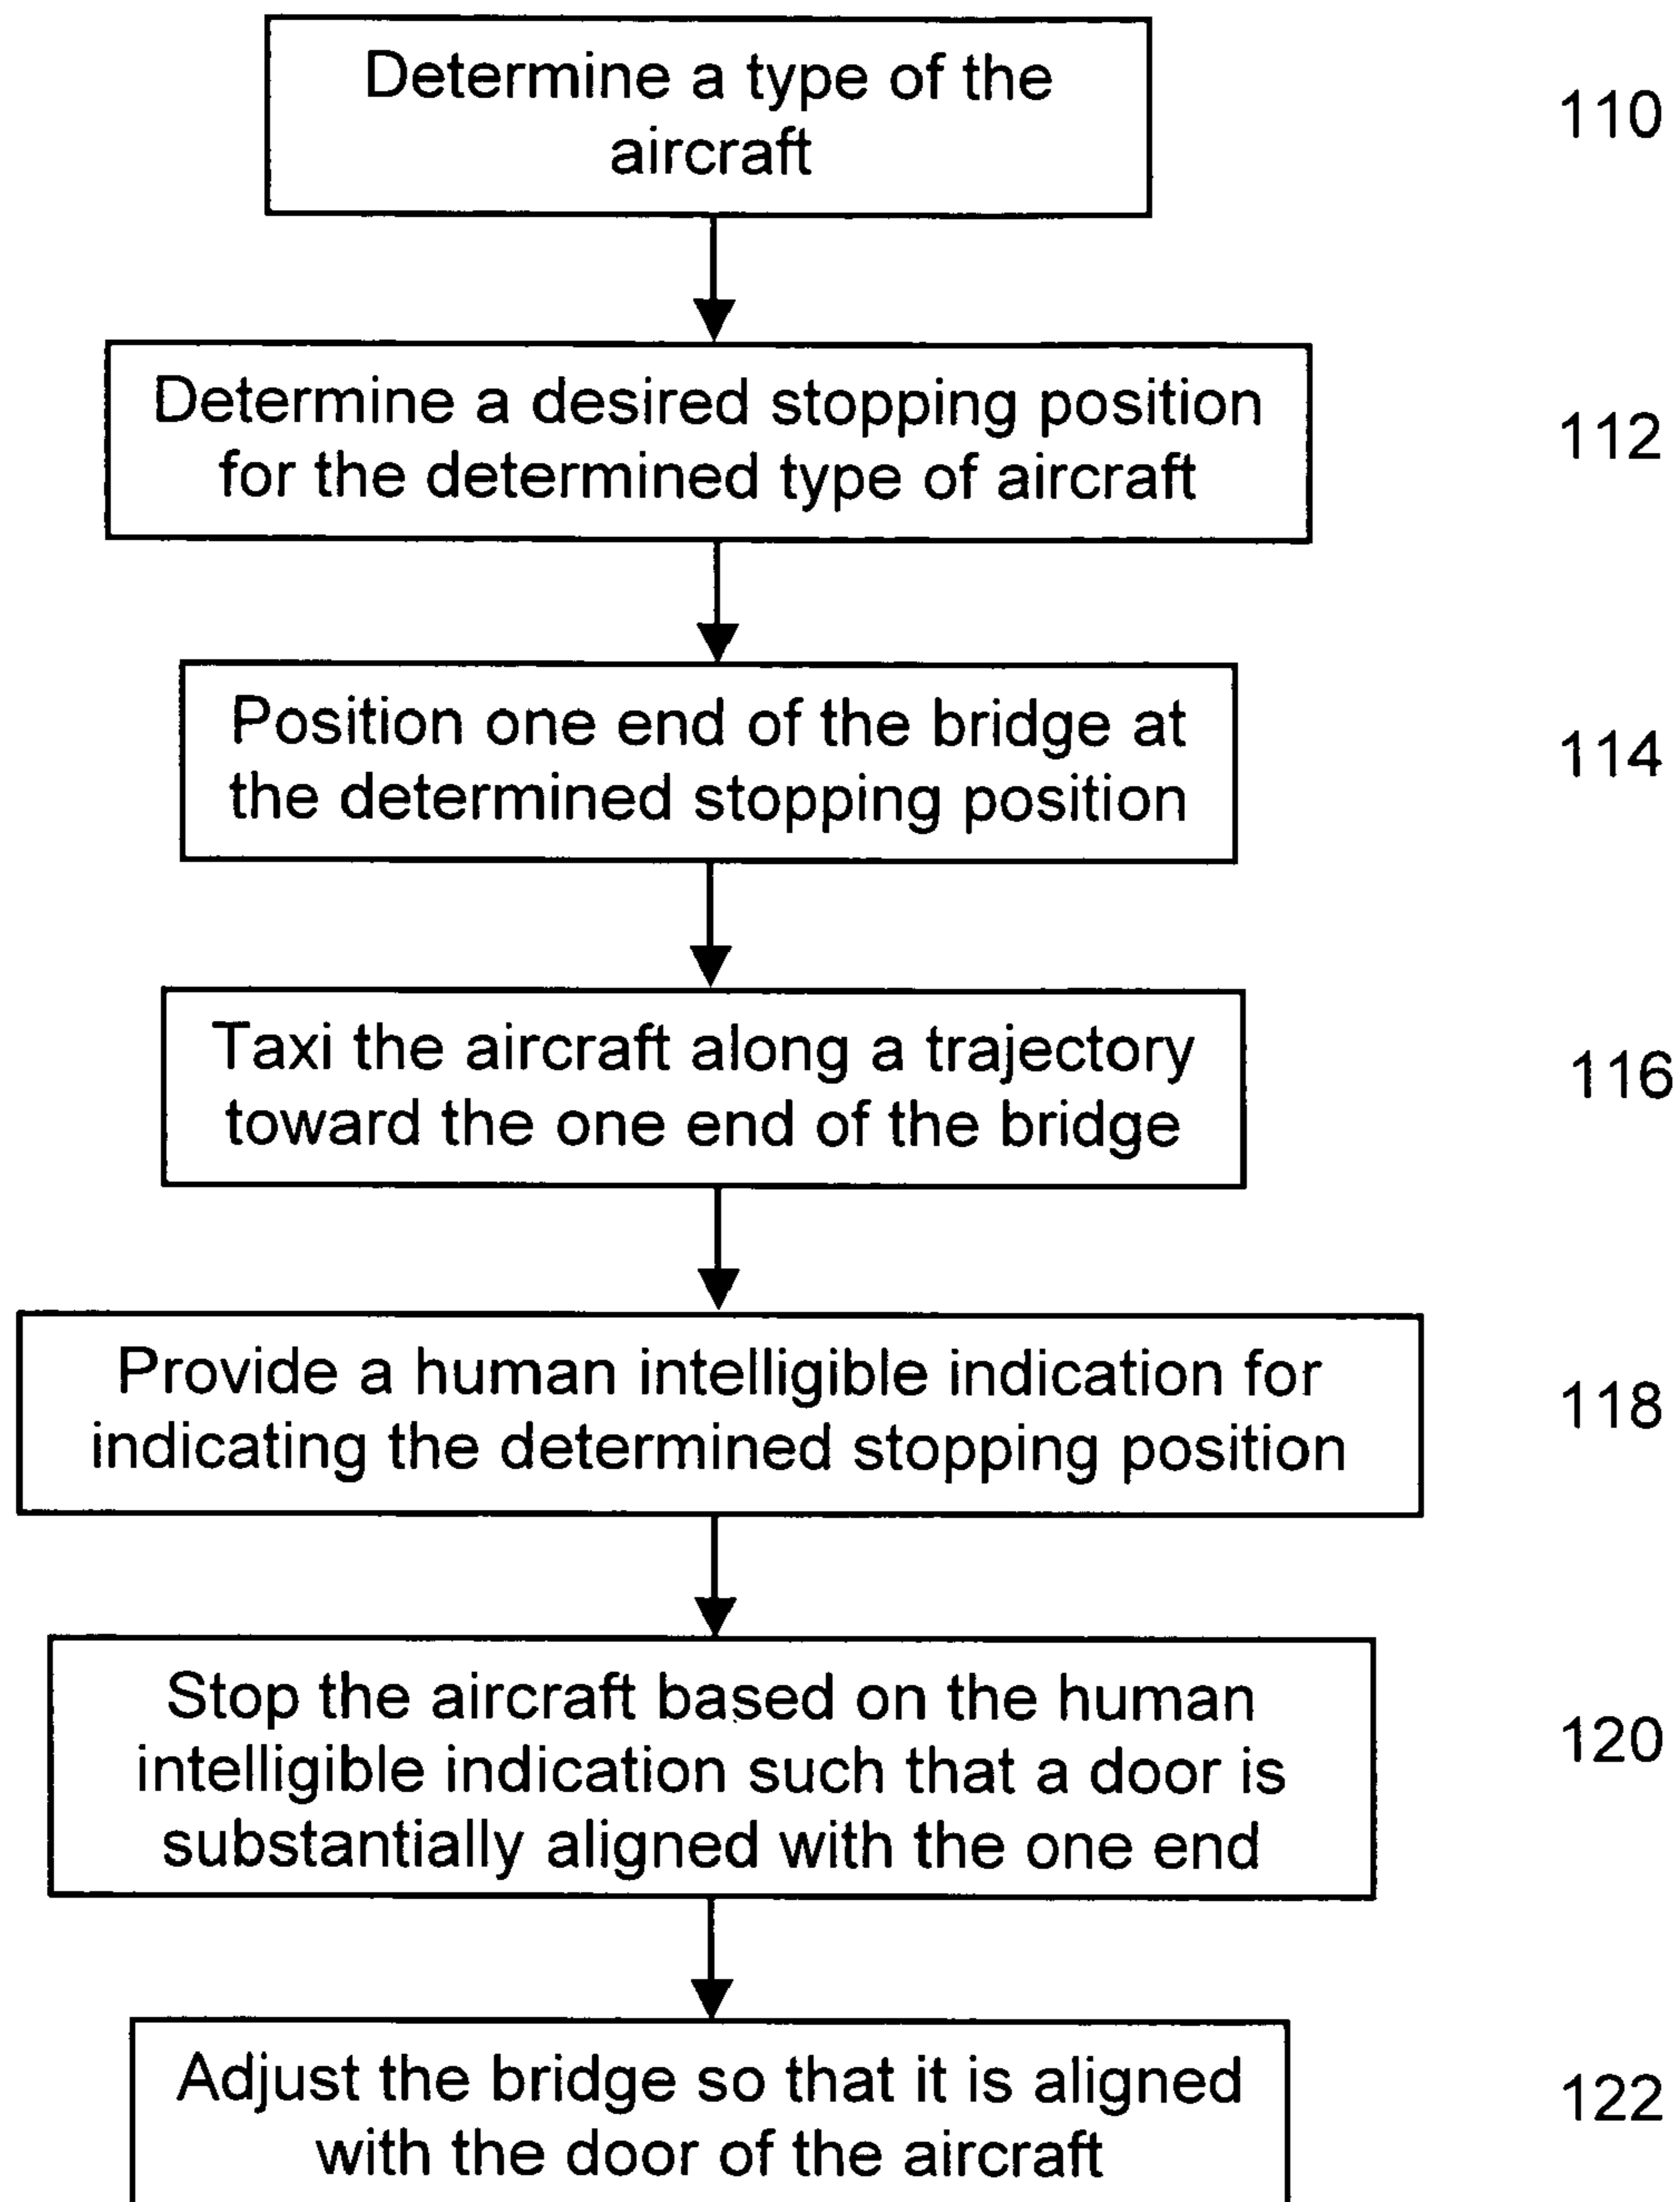 Determine a type of the
aircraft
110
Determine a desired stopping position
for the determined type of aircraft
112
Position one end of the bridge at
the determined stopping position
114
Taxi the aircraft along a trajectory
toward the one end of the bridge
116
Provide a human intelligible indication for
indicating the determined stopping position
118
Stop the aircraft based on the human
intelligible indication such that a door is
substantially aligned with the one end
120
Adjust the bridge so that it is aligned
with the door of the aircraft
122